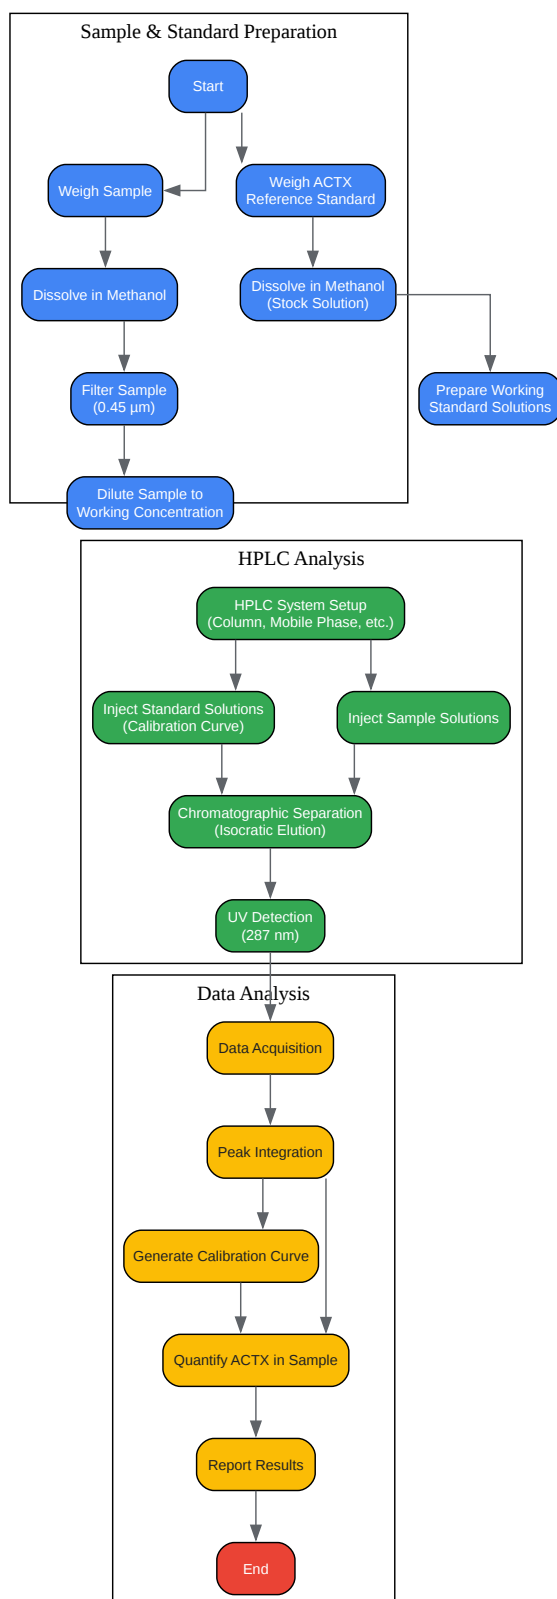 Sample & Standard Preparation
Start
Weigh Sample
Weigh ACTX
Reference Standard
Dissolve in Methanol
Dissolve in Methanol
(Stock Solution)
Filter Sample
(0.45 µm)
Prepare Working
Standard Solutions
Dilute Sample to
Working Concentration
HPLC Analysis
HPLC System Setup
(Column, Mobile Phase, etc.)
Inject Standard Solutions
(Calibration Curve)
Inject Sample Solutions
Chromatographic Separation
(Isocratic Elution)
UV Detection
(287 nm)
Data Analysis
Data Acquisition
Peak Integration
Generate Calibration Curve
Quantify ACTX in Sample
Report Results
End